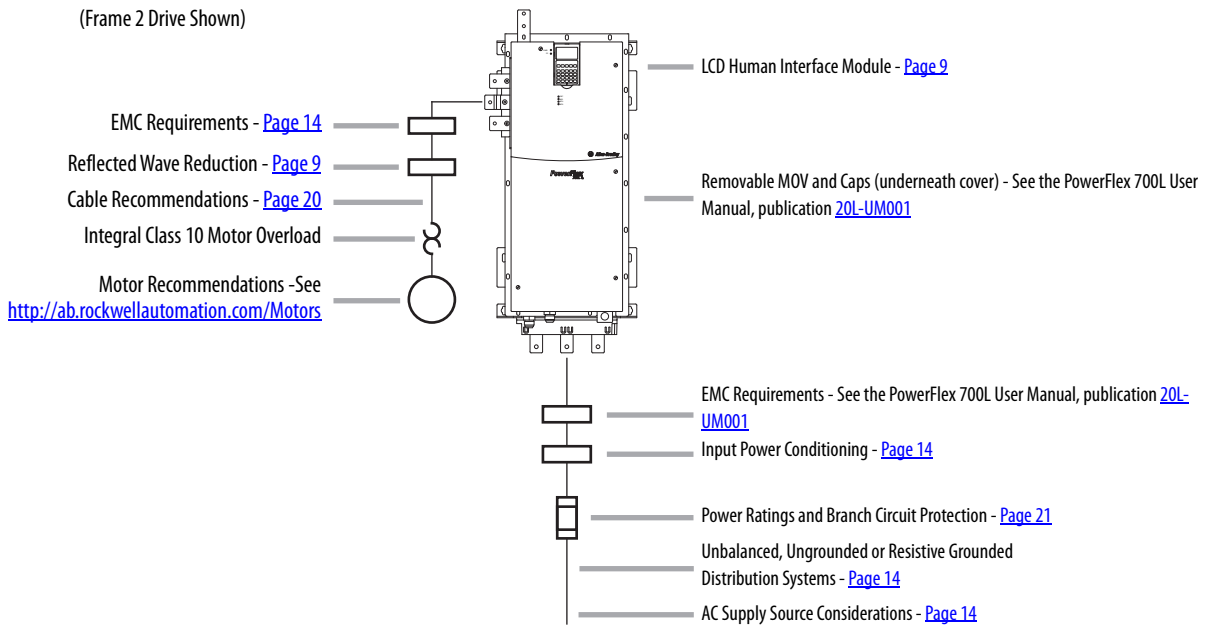 (Frame 2 Drive Shown)
LCD Human Interface Module - Page 9
EMC Requirements - Page 14
Reflected Wave Reduction - Page 9
Cable Recommendations - Page 20
Integral Class 10 Motor Overload
Motor Recommendations -See
http://ab.rockwellautomation.com/Motors
Allen-Bradley
PowerFlex
Removable MOV and Caps (underneath cover) - See the PowerFlex 700L User
Manual, publication 20L-UM001
EMC Requirements - See the PowerFlex 700L User Manual, publication 20L-
UM001
Input Power Conditioning - Page 14
Power Ratings and Branch Circuit Protection - Page 21
Unbalanced, Ungrounded or Resistive Grounded
Distribution Systems - Page 14
AC Supply Source Considerations - Page 14